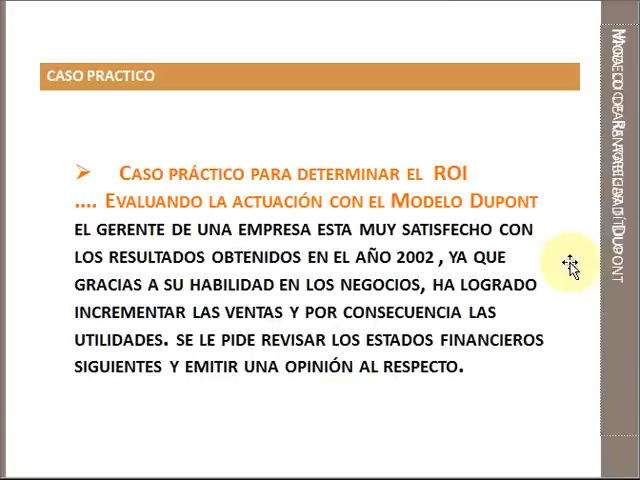 CASO PRACTICO
➢ CASO PRÁCTICO PARA DETERMINAR EL ROI
.... EVALUANDO LA ACTUACIÓN CON EL MODELO DUPONT
EL GERENTE DE UNA EMPRESA ESTA MUY SATISFECHO CON
LOS RESULTADOS OBTENIDOS EN EL AÑO 2002 , YA QUE
GRACIAS A SU HABILIDAD EN LOS NEGOCIOS, HA LOGRADO
INCREMENTAR LAS VENTAS Y POR CONSECUENCIA LAS
UTILIDADES. SE LE PIDE REVISAR LOS ESTADOS FINANCIEROS
SIGUIENTES Y EMITIR UNA OPINIÓN AL RESPECTO.